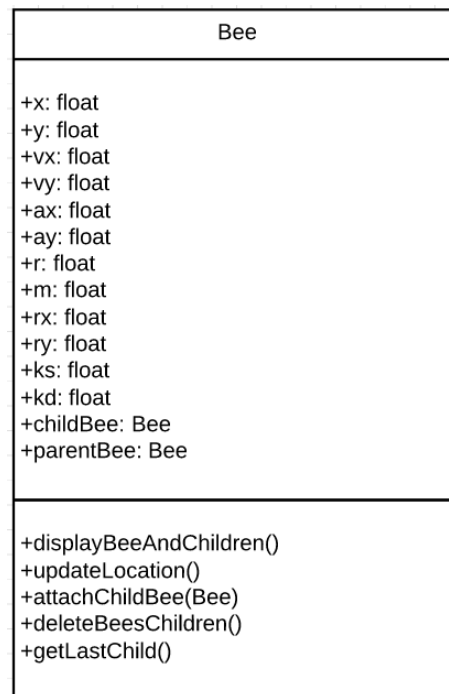 Bee
+x: float
+y: float
+vx: float
+vy: float
+ax: float
+ay: float
+r: float
+m: float
+rx: float
+ry: float
+ks: float
+kd: float
+childBee: Bee
+parentBee: Bee
+displayBeeAndChildren()
+updateLocation()
+attachChildBee(Bee)
+deleteBeesChildren()
+getLastChild()